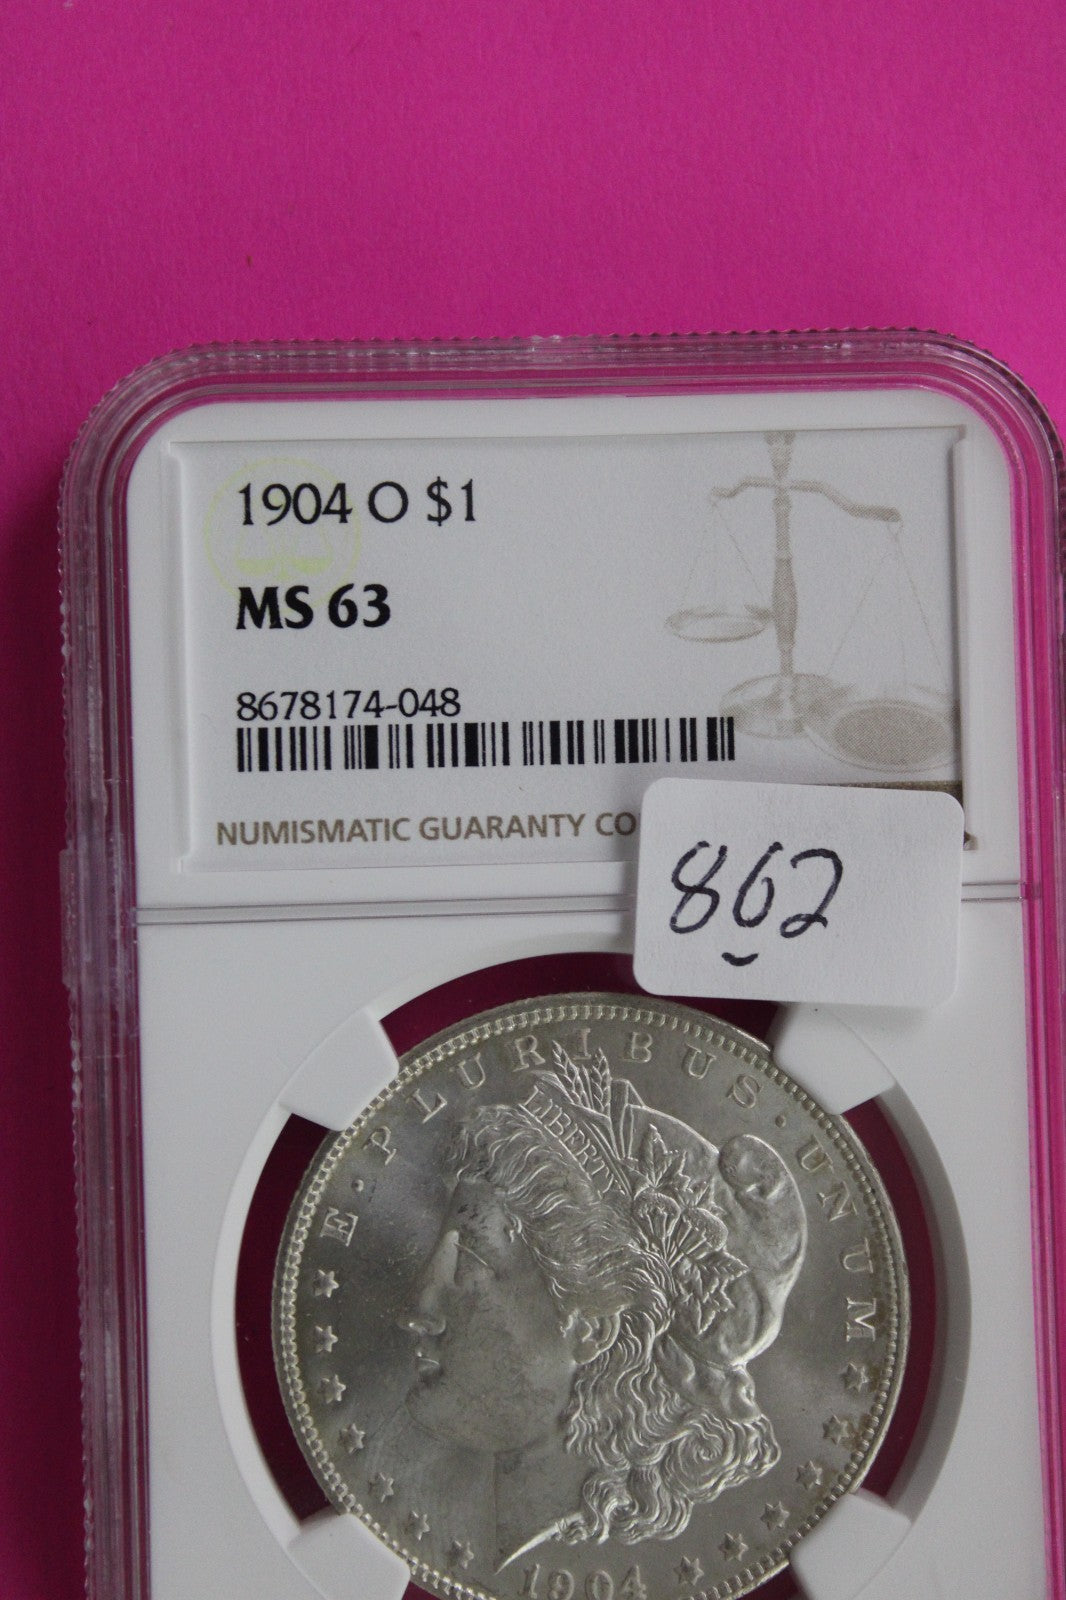 1904 O $1
MS 63
8678174-048
NUMISMATIC GUARANTY CO
862
E · PLURIBUS · UNUM
LIBERTY
1904